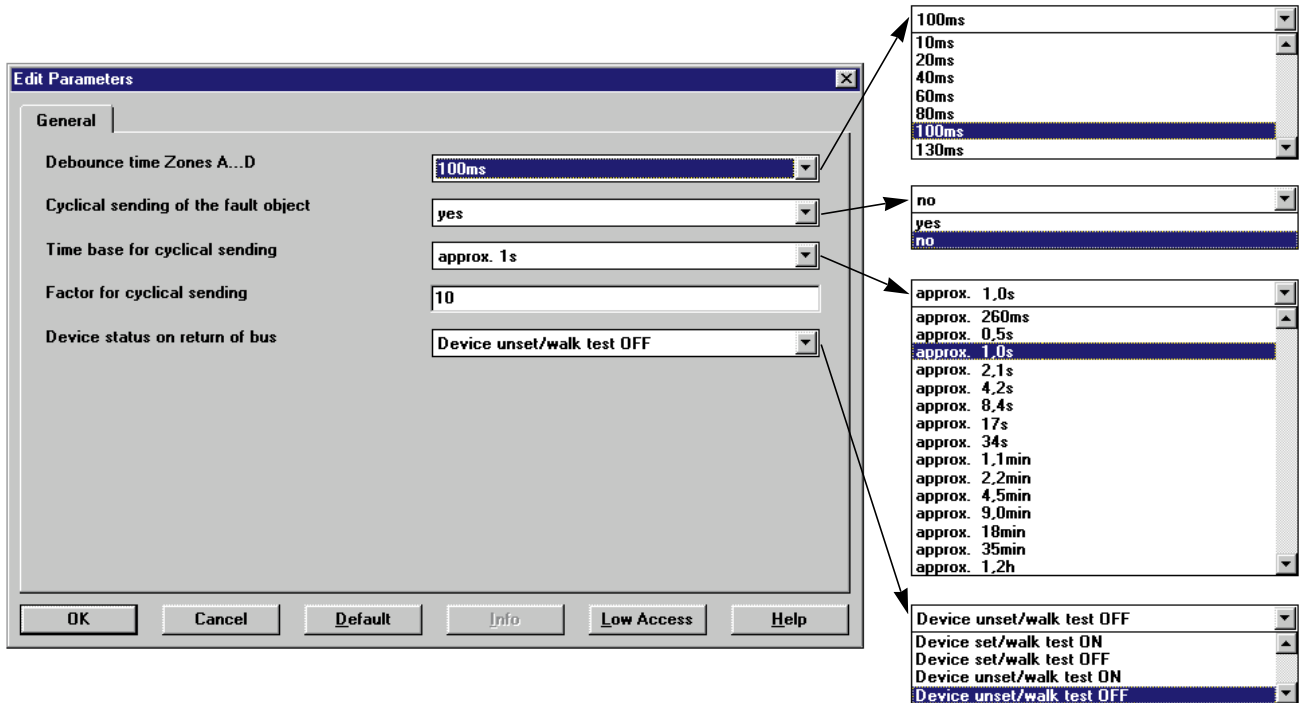 Edit Parameters
General
Debounce time Zones A...D
100ms
Cyclical sending of the fault object
yes
Time base for cyclical sending
approx. 1s
Factor for cyclical sending
10
Device status on return of bus
Device unset/walk test OFF
OK
Cancel
Default
Info
Low Access
Help
100ms
10ms
20ms
40ms
60ms
80ms
100ms
130ms
no
yes
no
approx. 1,0s
approx. 260ms
approx. 0,5s
approx. 1,0s
approx. 2,1s
approx. 4,2s
approx. 8,4s
approx. 17s
approx. 34s
approx. 1,1min
approx. 2,2min
approx. 4,5min
approx. 9,0min
approx. 18min
approx. 35min
approx. 1,2h
Device unset/walk test OFF
Device set/walk test ON
Device set/walk test OFF
Device unset/walk test ON
Device unset/walk test OFF